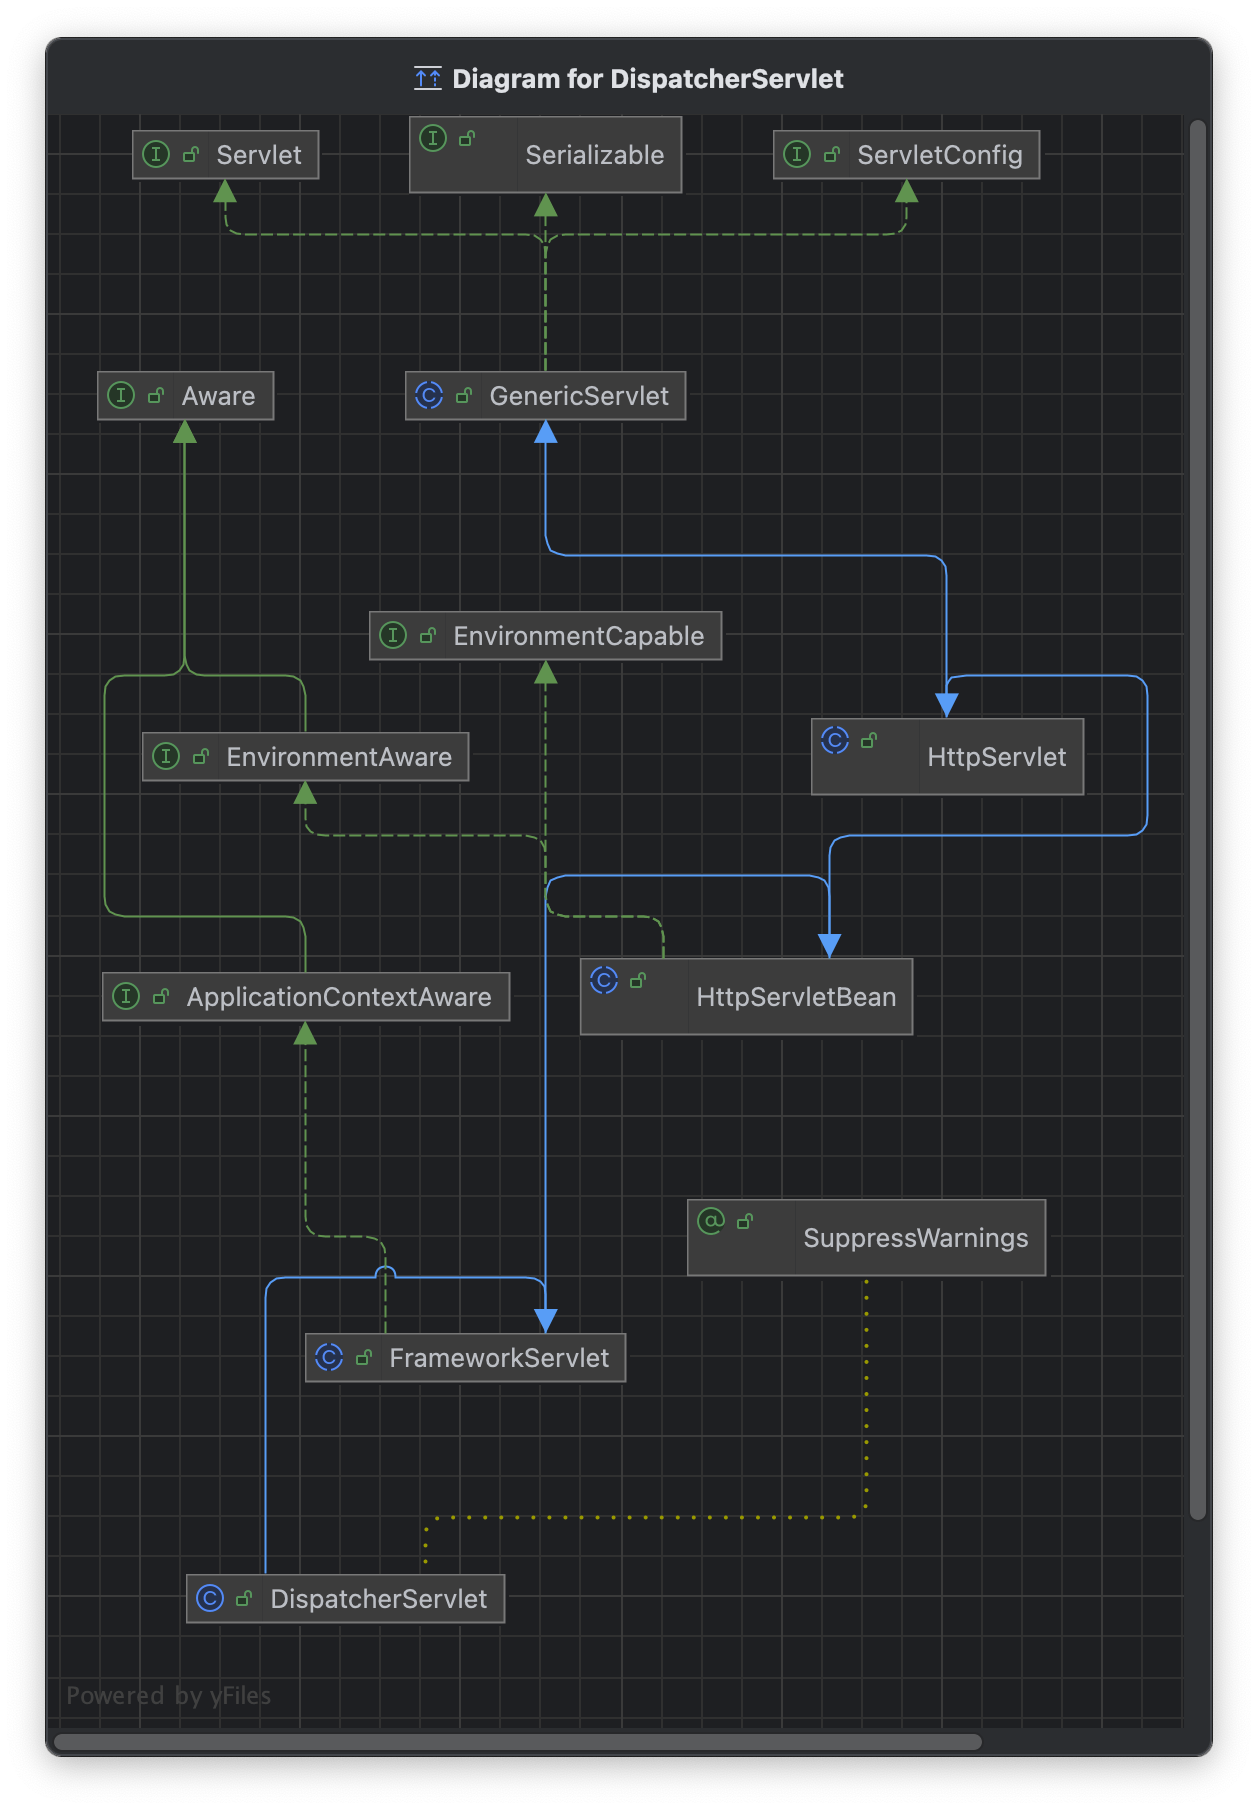 Diagram for DispatcherServlet
Servlet
Serializable
ServletConfig
Aware
GenericServlet
EnvironmentCapable
EnvironmentAware
HttpServlet
ApplicationContextAware
HttpServletBean
SuppressWarnings
FrameworkServlet
DispatcherServlet
Powered by yFiles